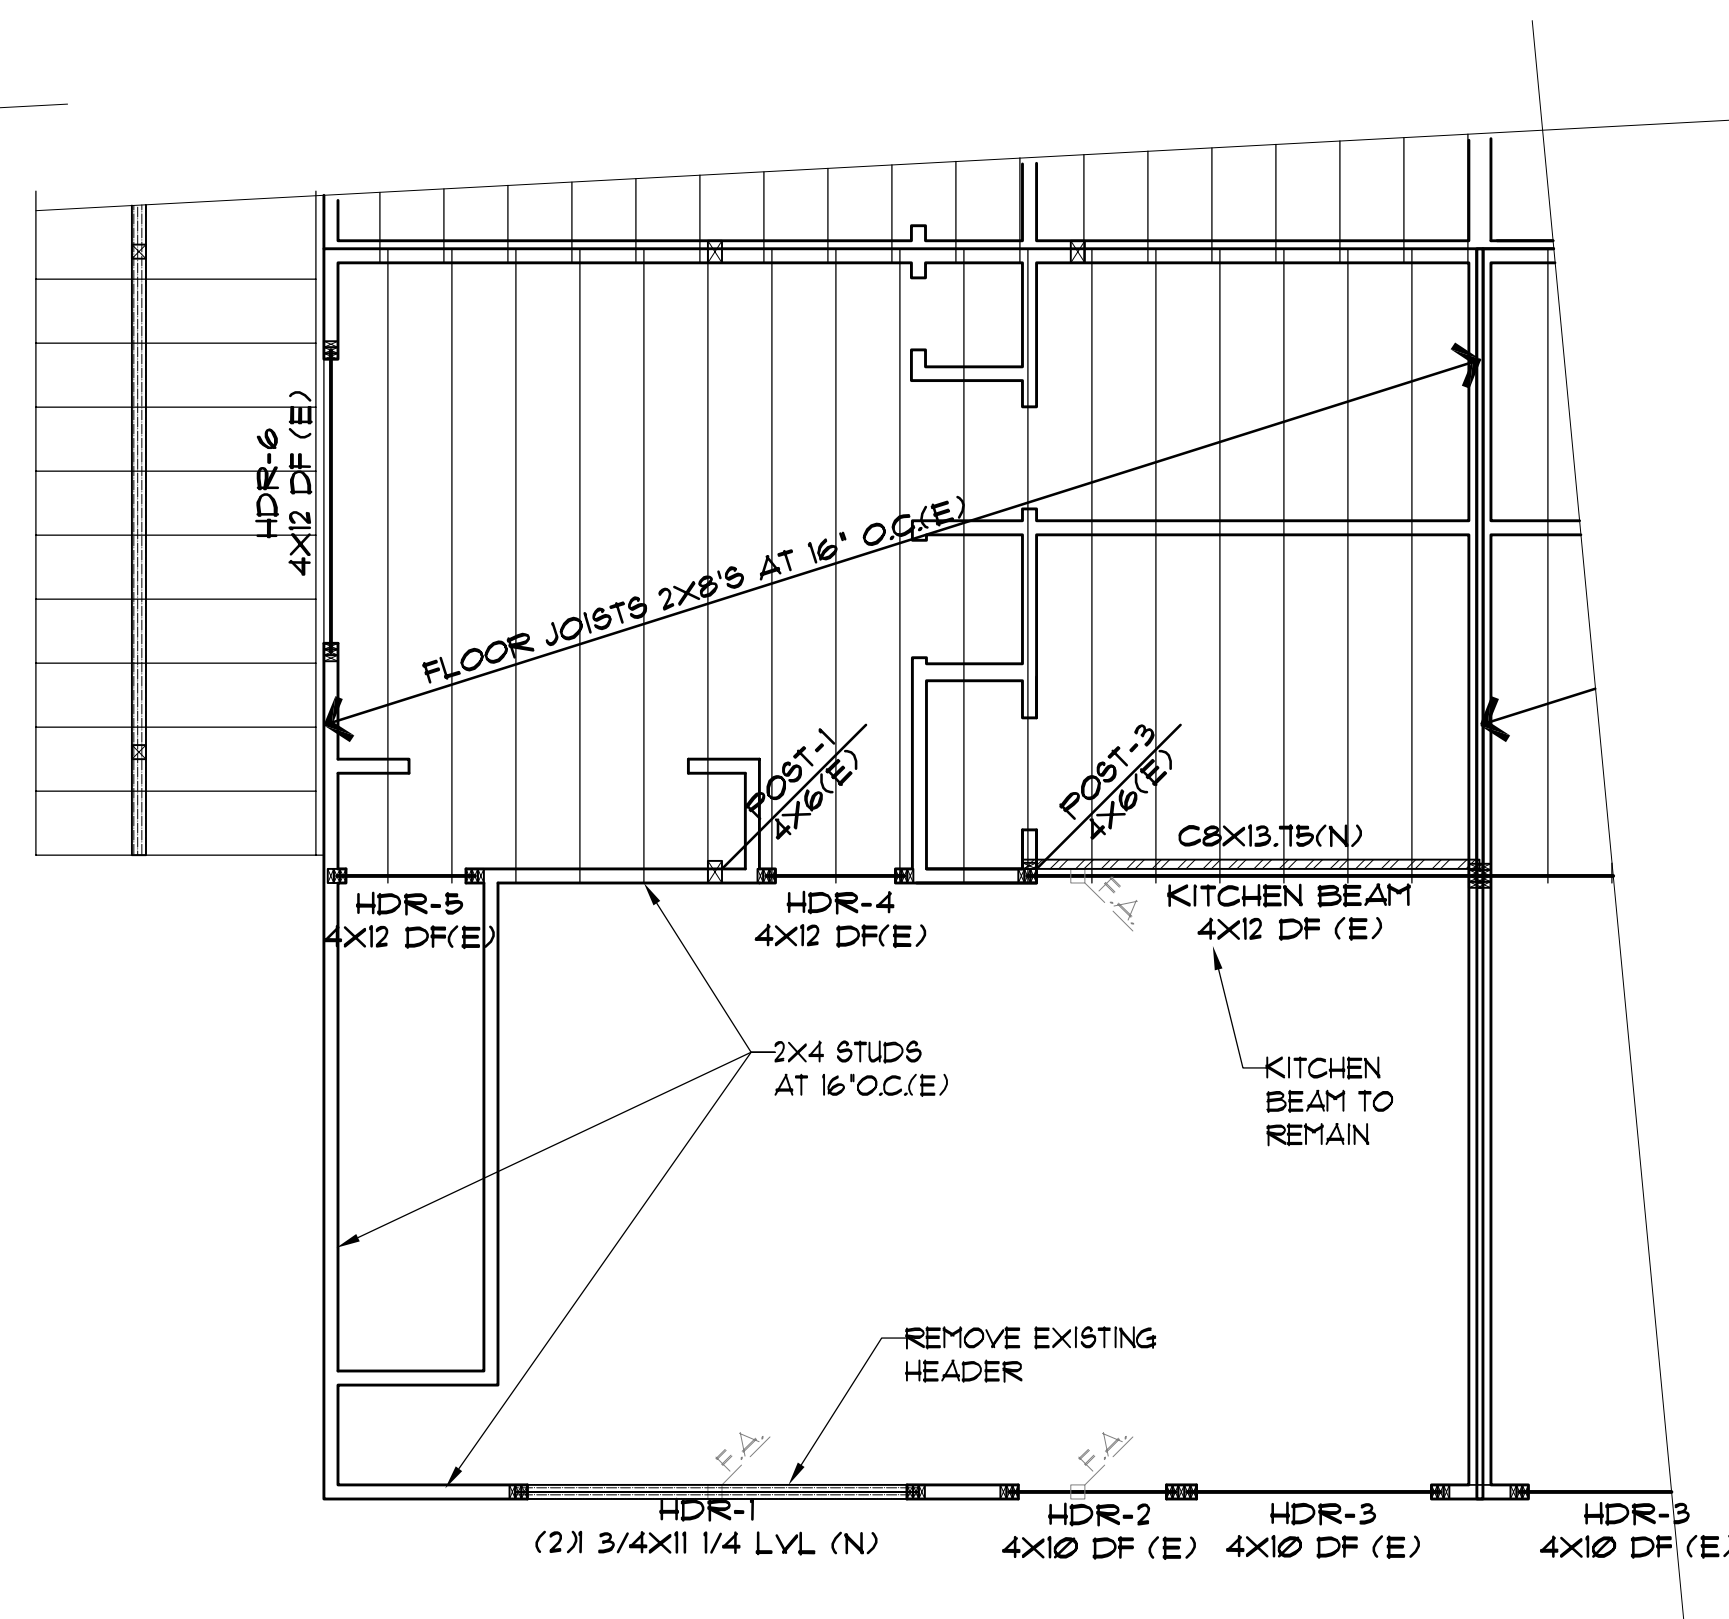 HDR-6
4X12 DF (E)
FLOOR JOISTS 2X8'S AT 16" O.C.(E)
POST-1
4X6(E)
POST-3
4X6(E)
C8X13.75(N)
HDR-5
4X12 DF(E)
HDR-4
4X12 DF(E)
F.A.
KITCHEN BEAM
4X12 DF (E)
2X4 STUDS
AT 16"O.C.(E)
KITCHEN
BEAM TO
REMAIN
REMOVE EXISTING
HEADER
F.A.
F.A.
HDR-1
(2)1 3/4X11 1/4 LVL (N)
HDR-2
4X10 DF (E)
HDR-3
4X10 DF (E)
HDR-3
4X10 DF (E)